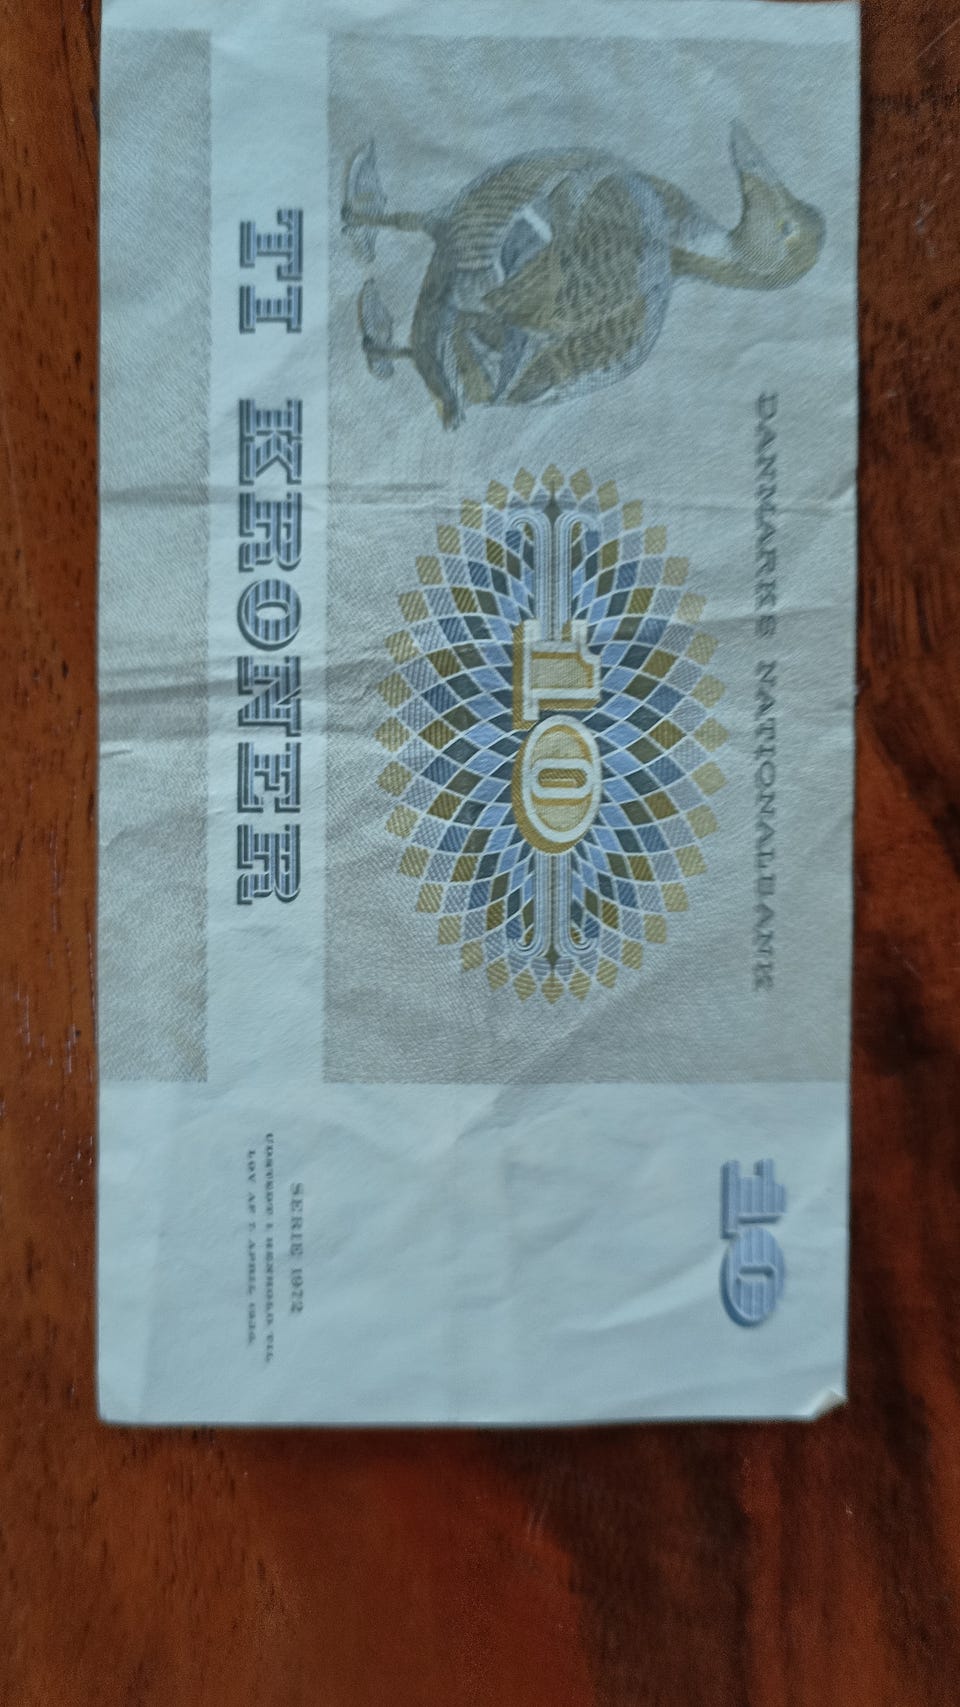 DANMARKS NATIONALBANK
10
10
TI KRONER
SERIE 1972
UDSTEDT I HENHOLD TIL
LOV AF 7. APRIL 1936.